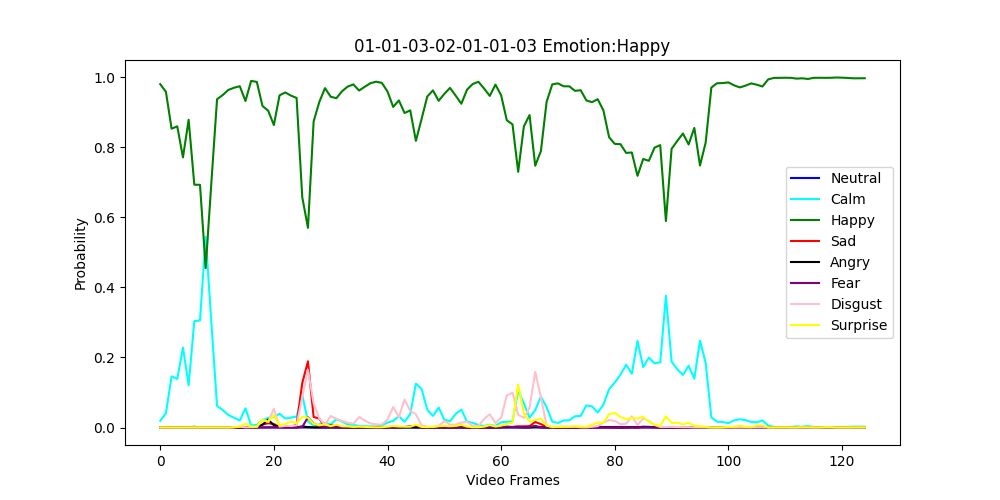 01-01-03-02-01-01-03 Emotion:Happy
Probability
1.0
0.8
0.6
0.4
0.2
0.0
0
20
40
60
80
100
120
Video Frames
Neutral
Calm
Happy
Sad
Angry
Fear
Disgust
Surprise